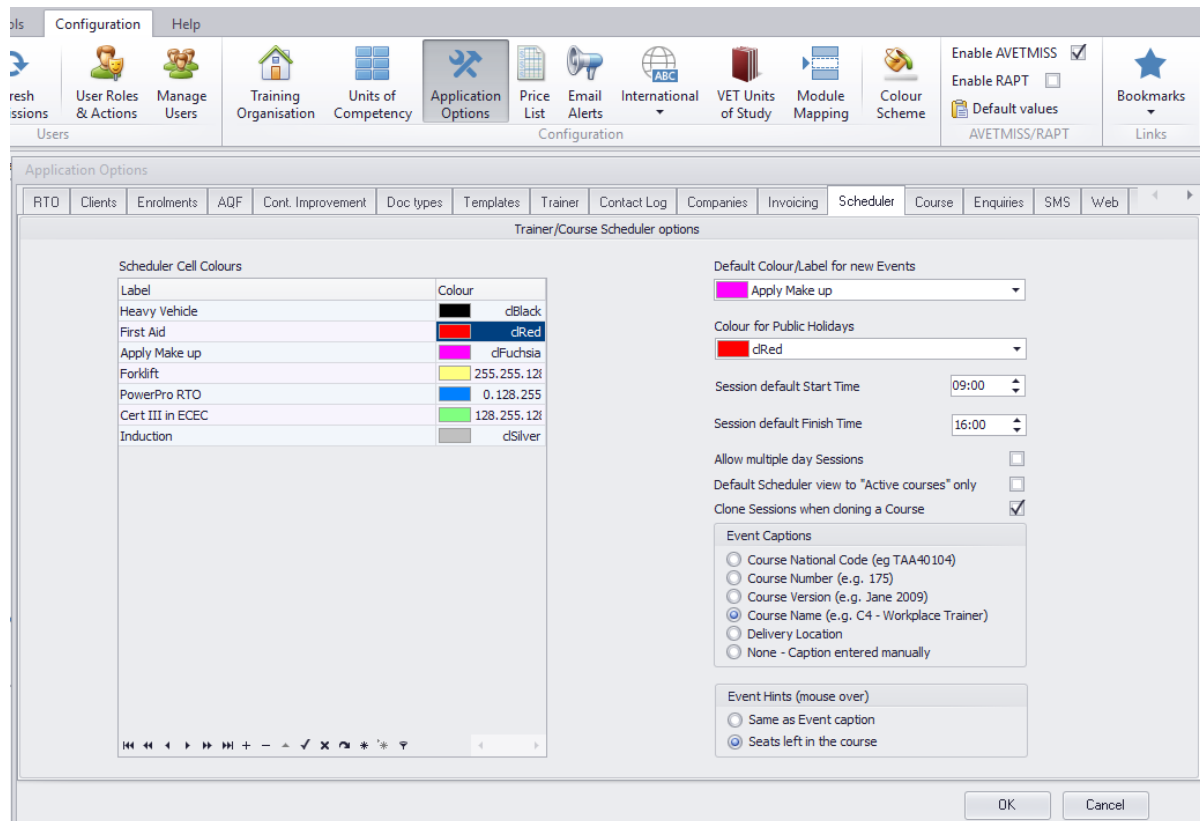 ols Configuration Help
resh
ssions
User Roles
& Actions
Manage
Users
Training
Organisation
Units of
Competency
Application
Options
Price
List
Email
Alerts
ABC
International
VET Units
of Study
Module
Mapping
Colour
Scheme
Enable AVETMISS
Enable RAPT
Default values
Bookmarks
Users Configuration AVETMISS/RAPT Links
Application Options
RTO Clients Enrolments AQF Cont. Improvement Doc types Templates Trainer Contact Log Companies Invoicing Scheduler Course Enquiries SMS Web
Trainer/Course Scheduler options
Scheduler Cell Colours
Label Colour
Heavy Vehicle clBlack
First Aid clRed
Apply Make up clFuchsia
Forklift 255.255.128
PowerPro RTO 0.128.255
Cert III in ECEC 128.255.128
Induction clSilver
Default Colour/Label for new Events
Apply Make up
Colour for Public Holidays
clRed
Session default Start Time 09:00
Session default Finish Time 16:00
Allow multiple day Sessions
Default Scheduler view to "Active courses" only
Clone Sessions when cloning a Course
Event Captions
Course National Code (eg TAA40104)
Course Number (e.g. 175)
Course Version (e.g. Jane 2009)
Course Name (e.g. C4 - Workplace Trainer)
Delivery Location
None - Caption entered manually
Event Hints (mouse over)
Same as Event caption
Seats left in the course
OK Cancel